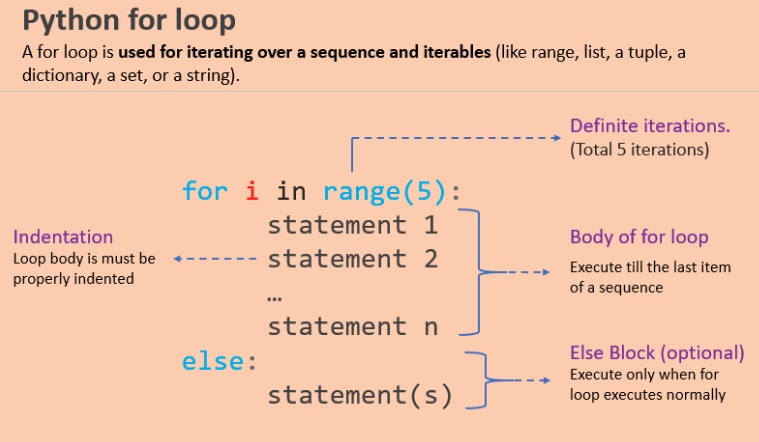 Python for loop
A for loop is used for iterating over a sequence and iterables (like range, list, a tuple, a
dictionary, a set, or a string).
Definite iterations.
(Total 5 iterations)
for i in range(5):
statement 1
Indentation
Loop body is must be
properly indented
statement 2
...
statement n
Body of for loop
Execute till the last item
of a sequence
else:
statement(s)
Else Block (optional)
Execute only when for
loop executes normally